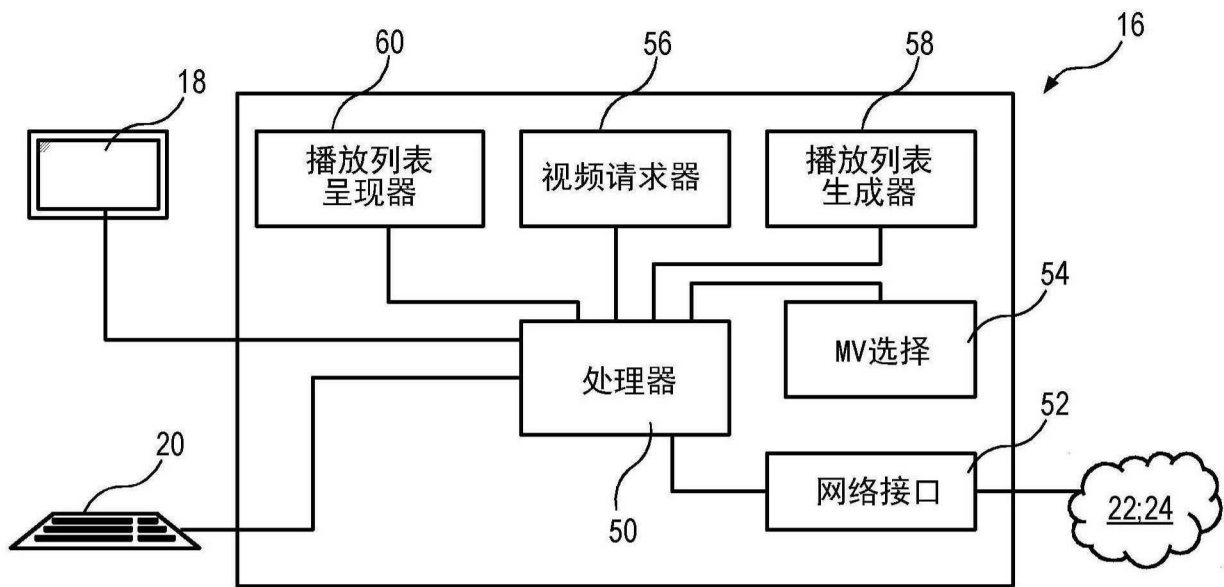 60
56
58
16
18
播放列表
呈现器
视频请求器
播放列表
生成器
54
MV选择
处理器
52
20
50
网络接口
22;24